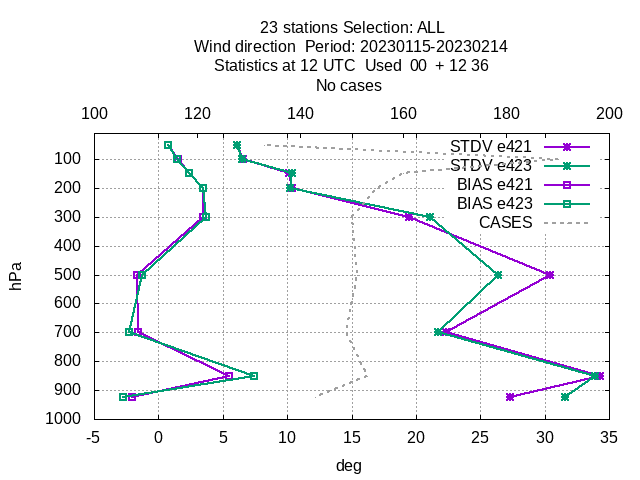 23 stations Selection: ALL
Wind direction  Period: 20230115-20230214
Statistics at 12 UTC  Used  00  + 12 36
No cases
100 120 140 160 180 200
STDV e421
STDV e423
BIAS e421
BIAS e423
CASES
hPa
100
200
300
400
500
600
700
800
900
1000
-5 0 5 10 15 20 25 30 35
deg